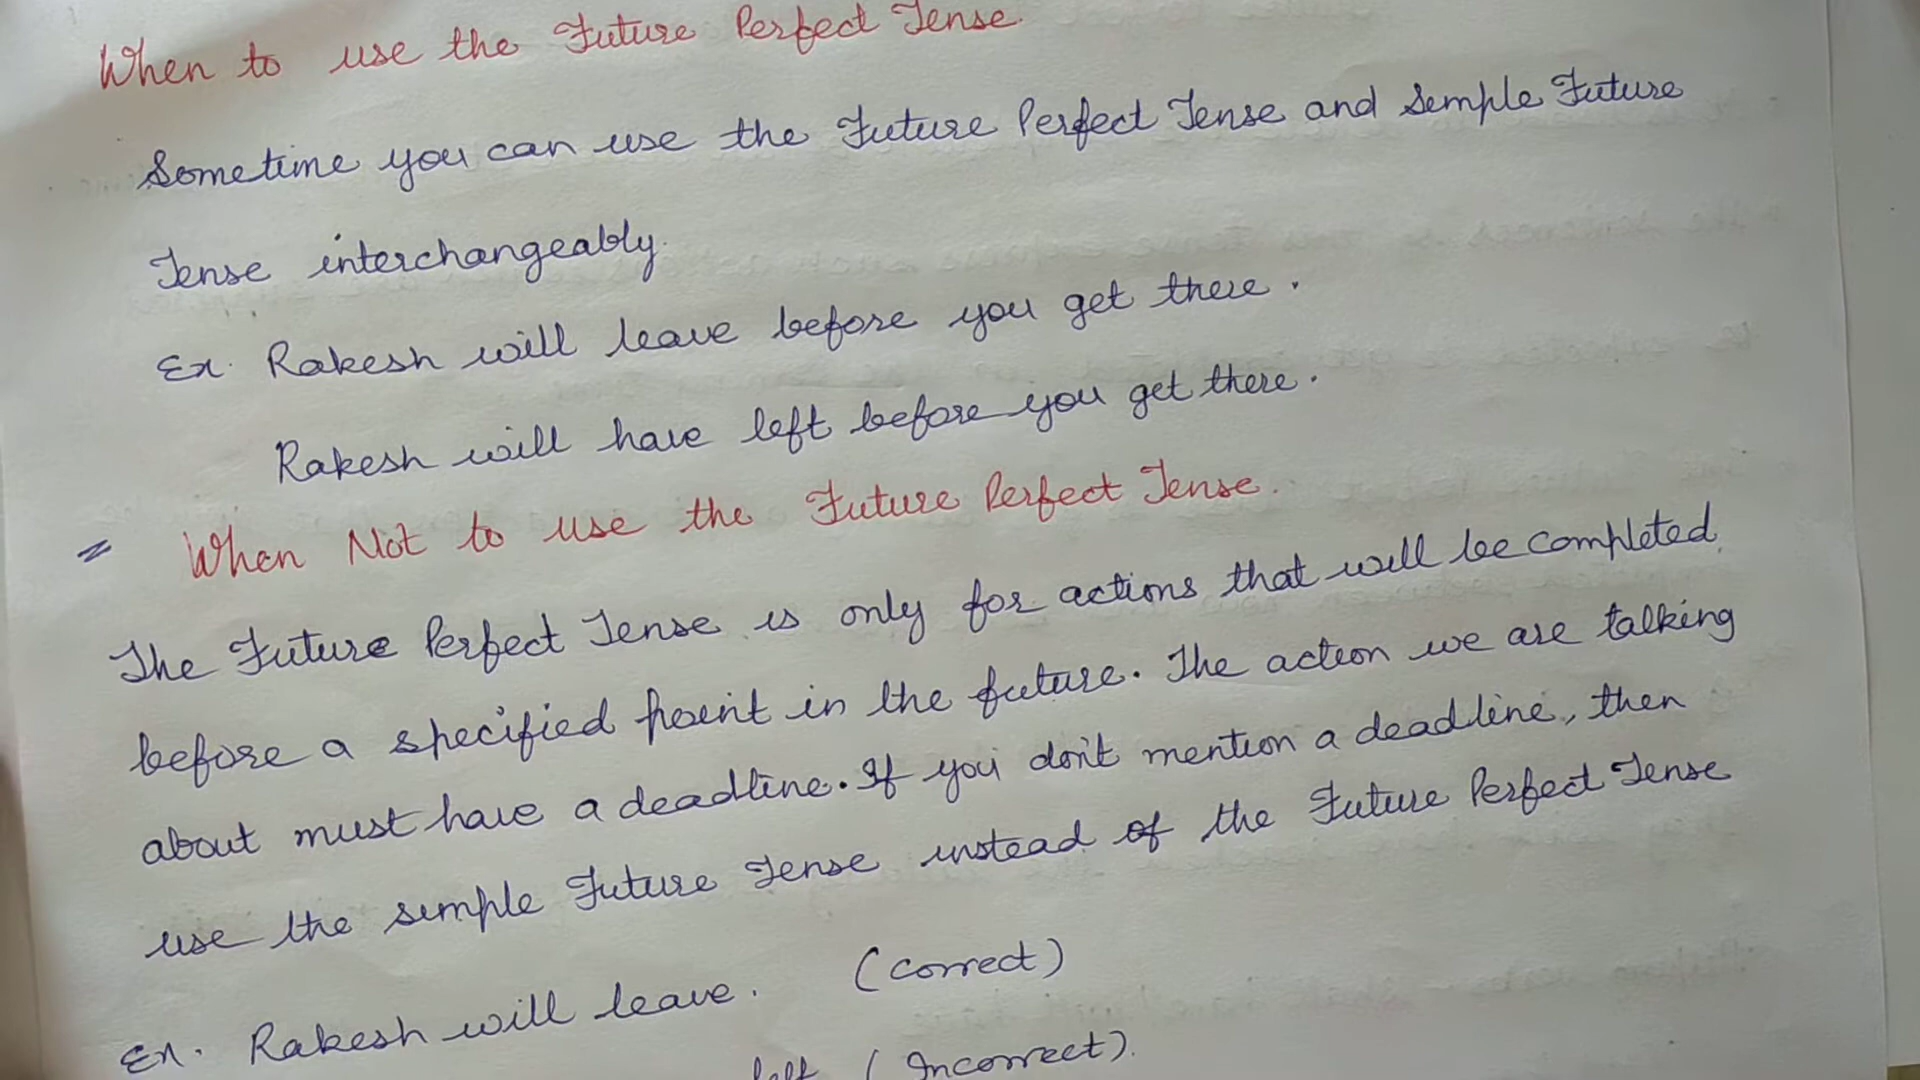 When to use the Future Perfect Tense.
Sometime you can use the Future Perfect Tense and Simple Future
Tense interchangeably.
Ex. Rakesh will leave before you get there.
Rakesh will have left before you get there.
When Not to use the Future Perfect Tense.
The Future Perfect Tense is only for actions that will be completed
before a specified point in the future. The action we are talking
about must have a deadline. If you don't mention a deadline, then
use the simple Future Tense instead of the Future Perfect Tense
Ex. Rakesh will leave. (Correct)
left (Incorrect).